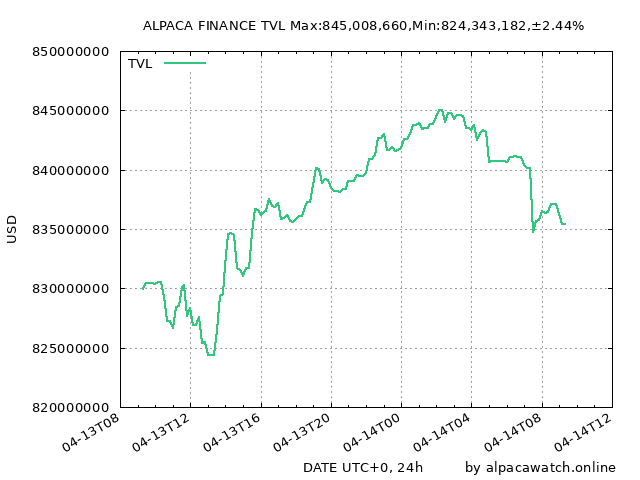 ALPACA FINANCE TVL Max:845,008,660,Min:824,343,182,±2.44%
850000000
TVL
845000000
840000000
835000000
830000000
825000000
820000000
USD
04-13T08
04-13T12
04-13T16
04-13T20
04-14T00
04-14T04
04-14T08
04-14T12
DATE UTC+0, 24h
by alpacawatch.online